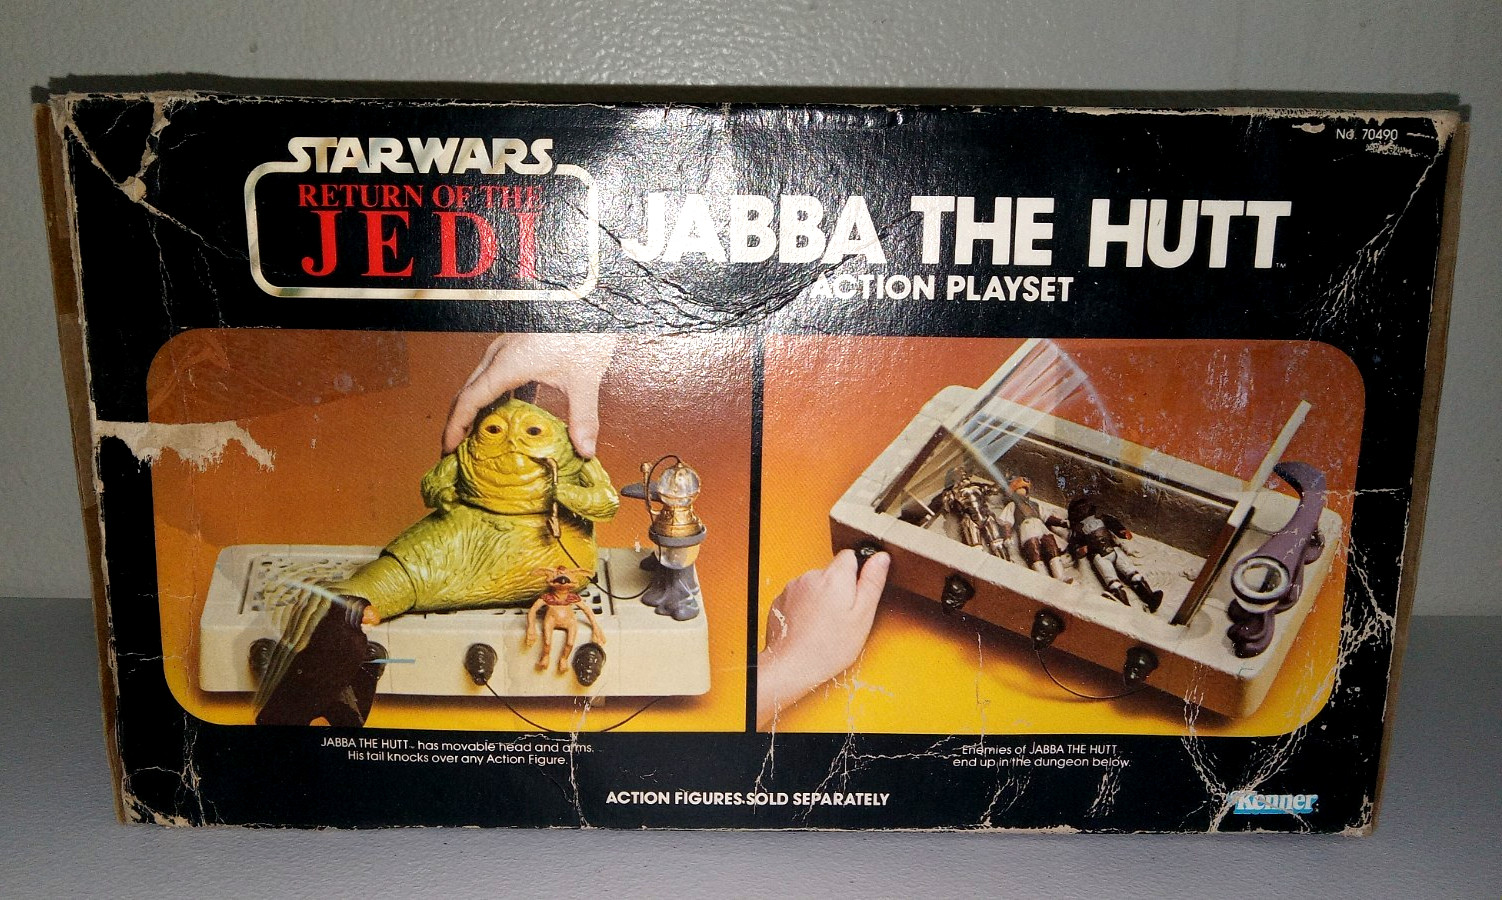 No. 70490
STAR WARS
RETURN OF THE
JEDI
JABBA THE HUTT™
ACTION PLAYSET
JABBA THE HUTT™ has movable head and arms.
His tail knocks over any Action Figure.
Enemies of JABBA THE HUTT
end up in the dungeon below.
ACTION FIGURES SOLD SEPARATELY
Kenner